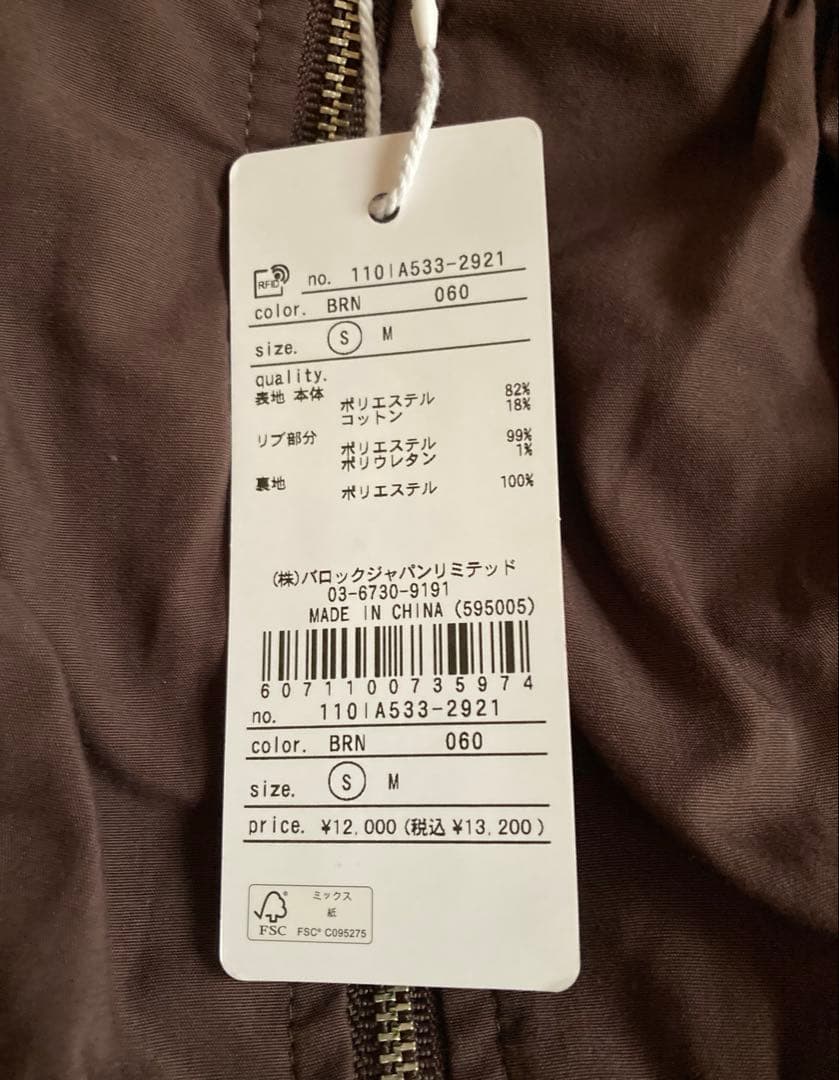 RFID no. 110IA533-2921
color. BRN 060
size. S M
quality.
表地 本体 ポリエステル 82%
コットン 18%
リブ部分 ポリエステル 99%
ポリウレタン 1%
裏地 ポリエステル 100%
(株)バロックジャパンリミテッド
03-6730-9191
MADE IN CHINA (595005)
6071100735974
no. 110IA533-2921
color. BRN 060
size. S M
price. ¥12,000 (税込 ¥13,200)
ミックス
紙
FSC® C095275
FSC